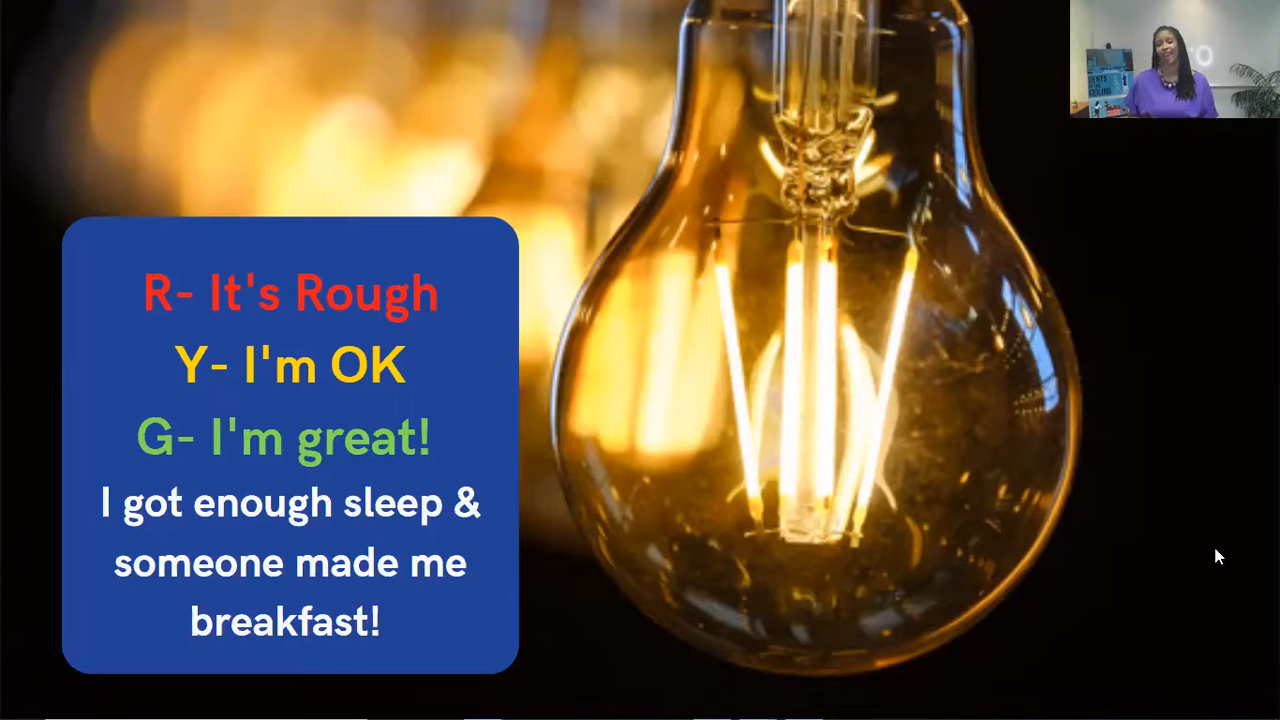 R- It's Rough
Y- I'm OK
G- I'm great!
I got enough sleep &
someone made me
breakfast!